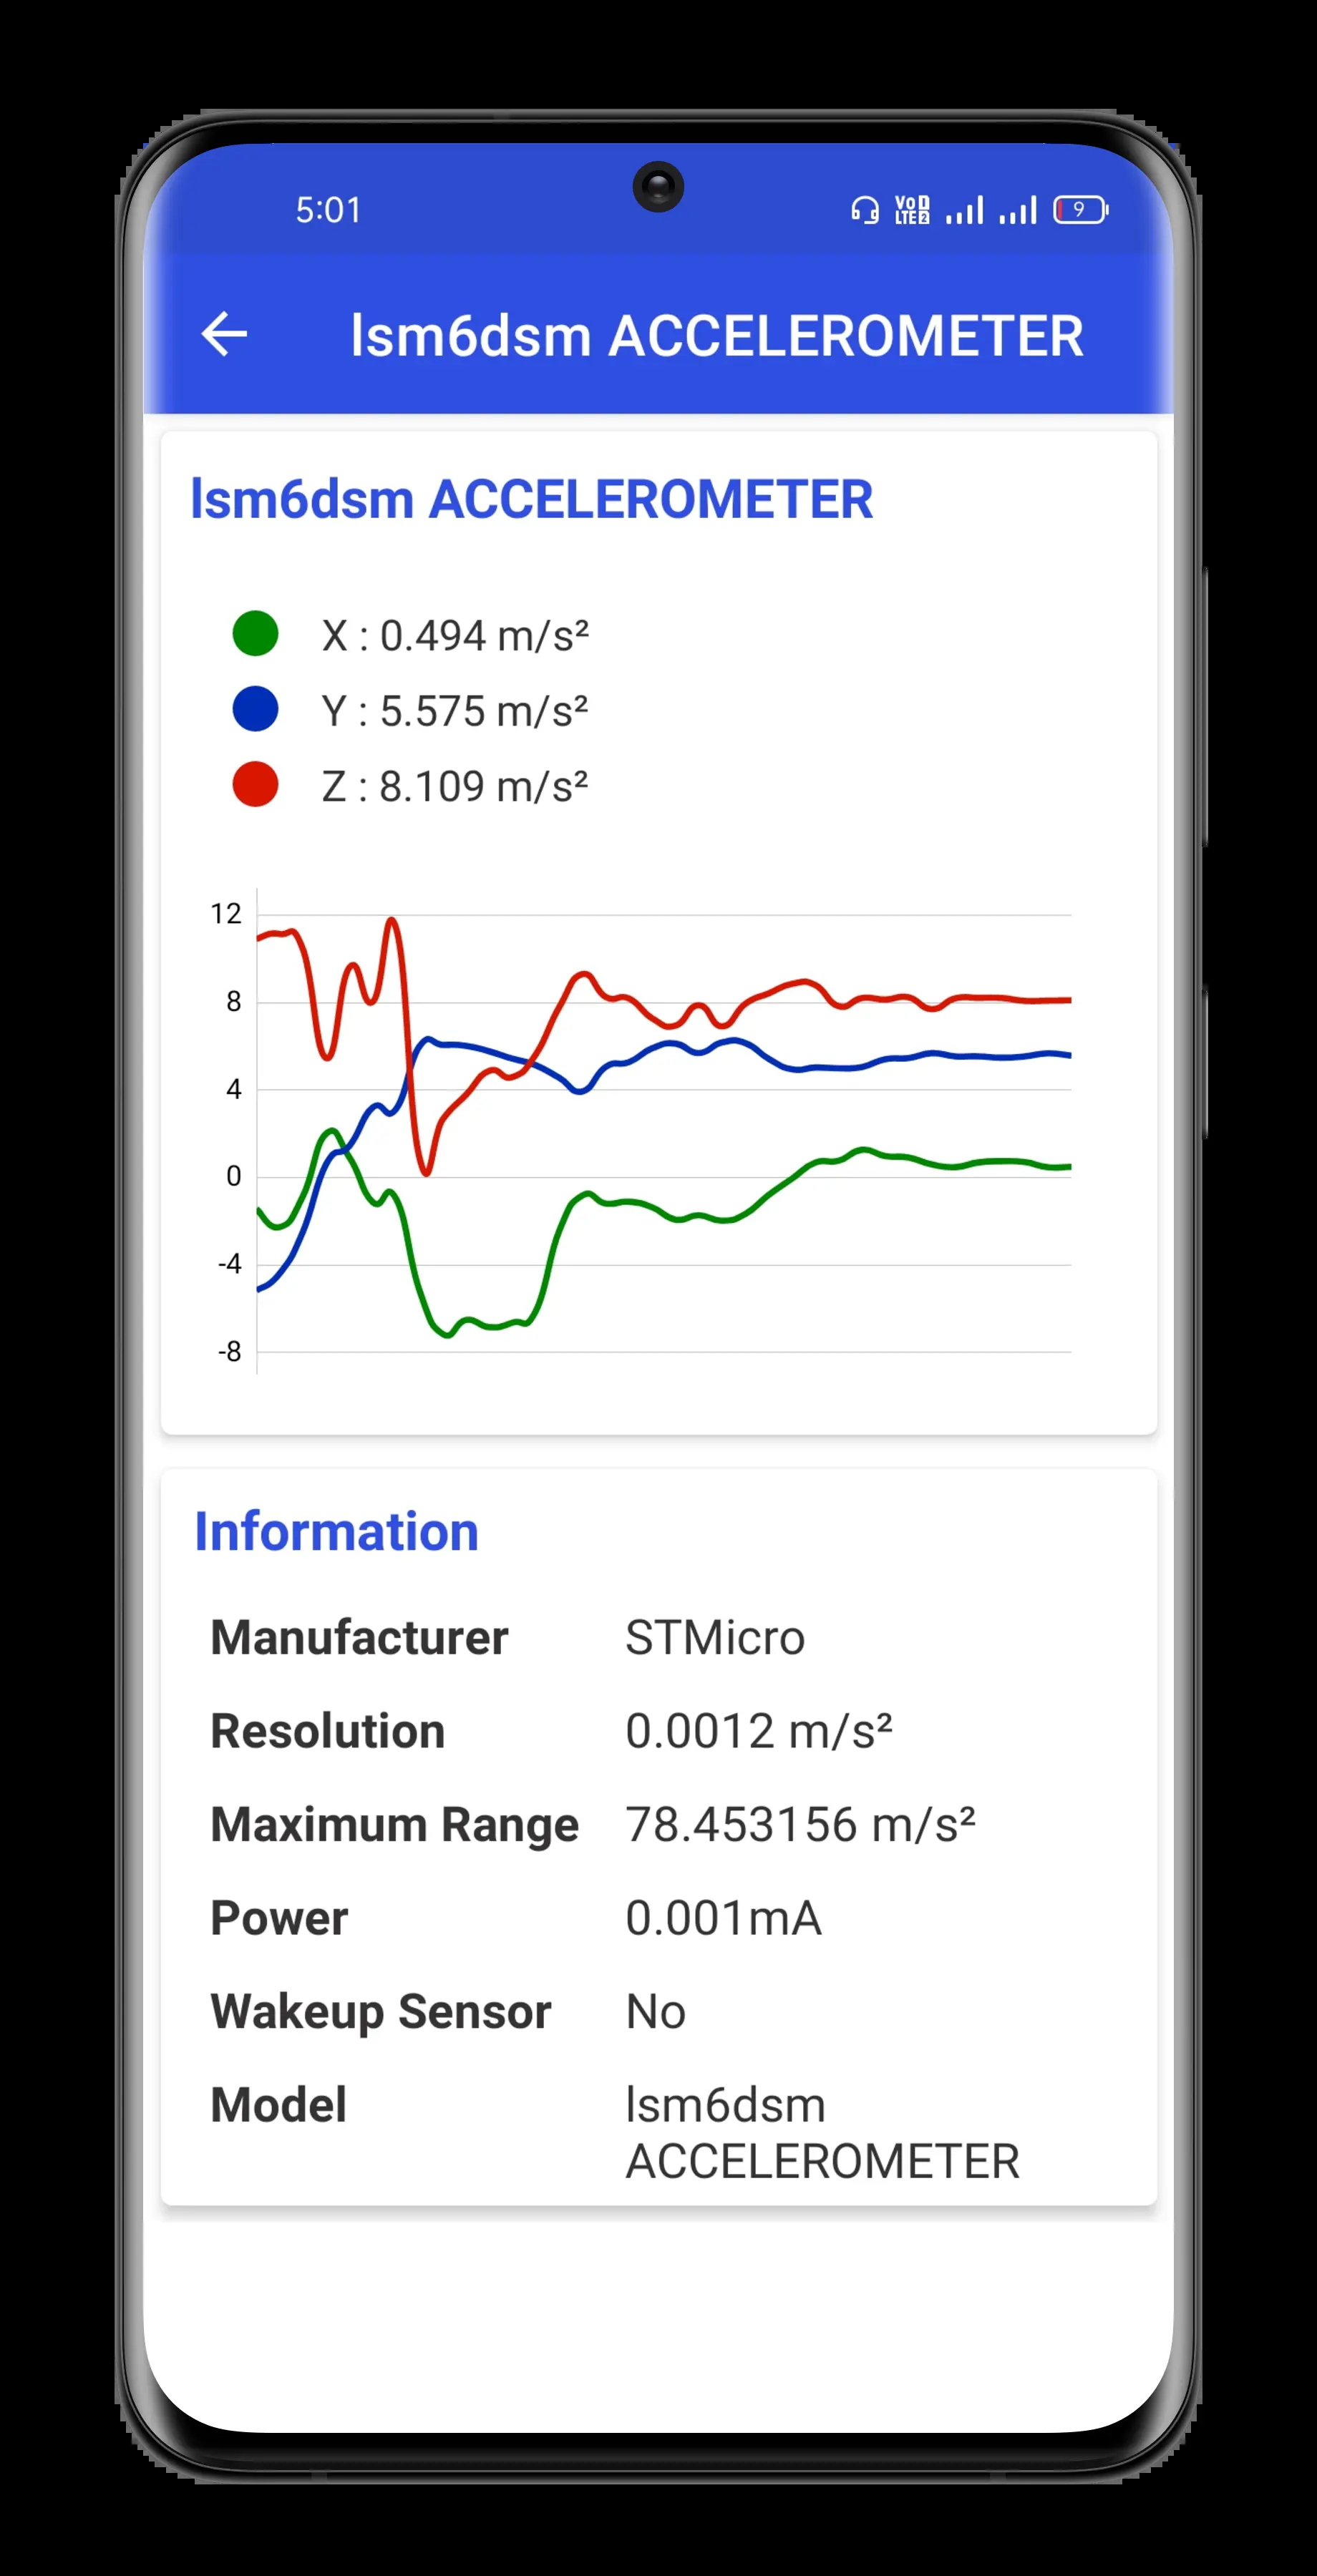 5:01
VoD LTE2
9
lsm6dsm ACCELEROMETER
lsm6dsm ACCELEROMETER
X : 0.494 m/s²
Y : 5.575 m/s²
Z : 8.109 m/s²
12
8
4
0
-4
-8
Information
Manufacturer STMicro
Resolution 0.0012 m/s²
Maximum Range 78.453156 m/s²
Power 0.001mA
Wakeup Sensor No
Model lsm6dsm
ACCELEROMETER